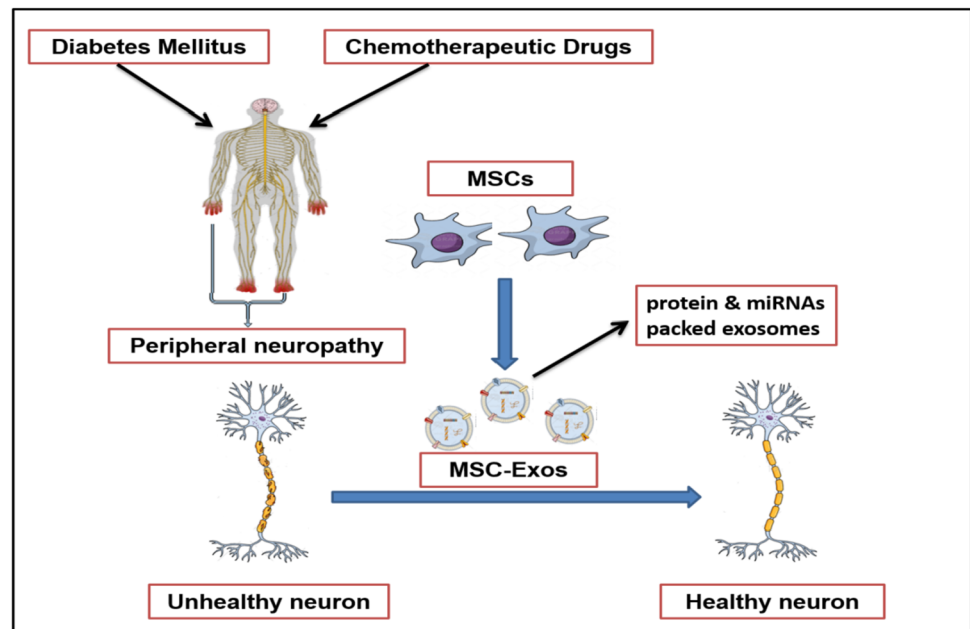 Diabetes Mellitus
Chemotherapeutic Drugs
MSCs
protein & miRNAs
packed exosomes
Peripheral neuropathy
MSC-Exos
Unhealthy neuron
Healthy neuron